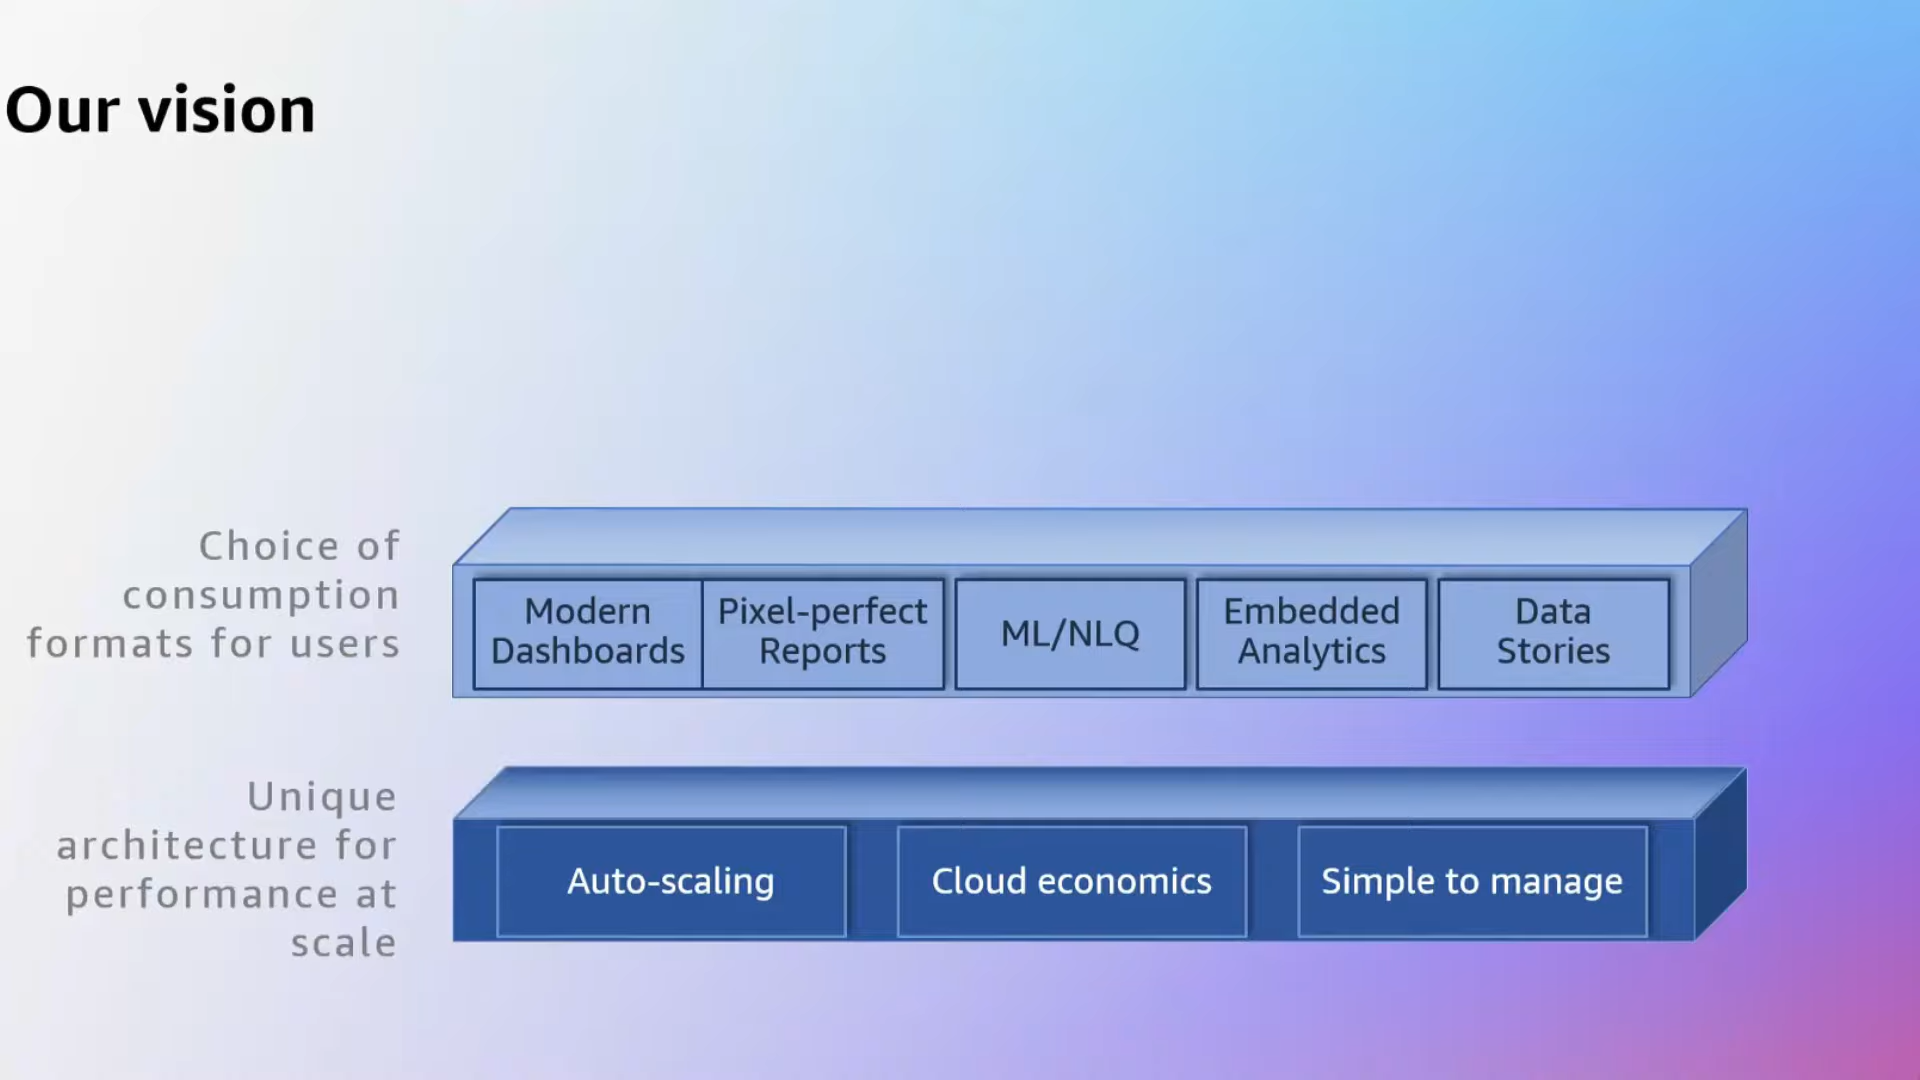 Our vision
Choice of
consumption
formats for users
Modern
Dashboards
Pixel-perfect
Reports
ML/NLQ
Embedded
Analytics
Data
Stories
Unique
architecture for
performance at
scale
Auto-scaling
Cloud economics
Simple to manage